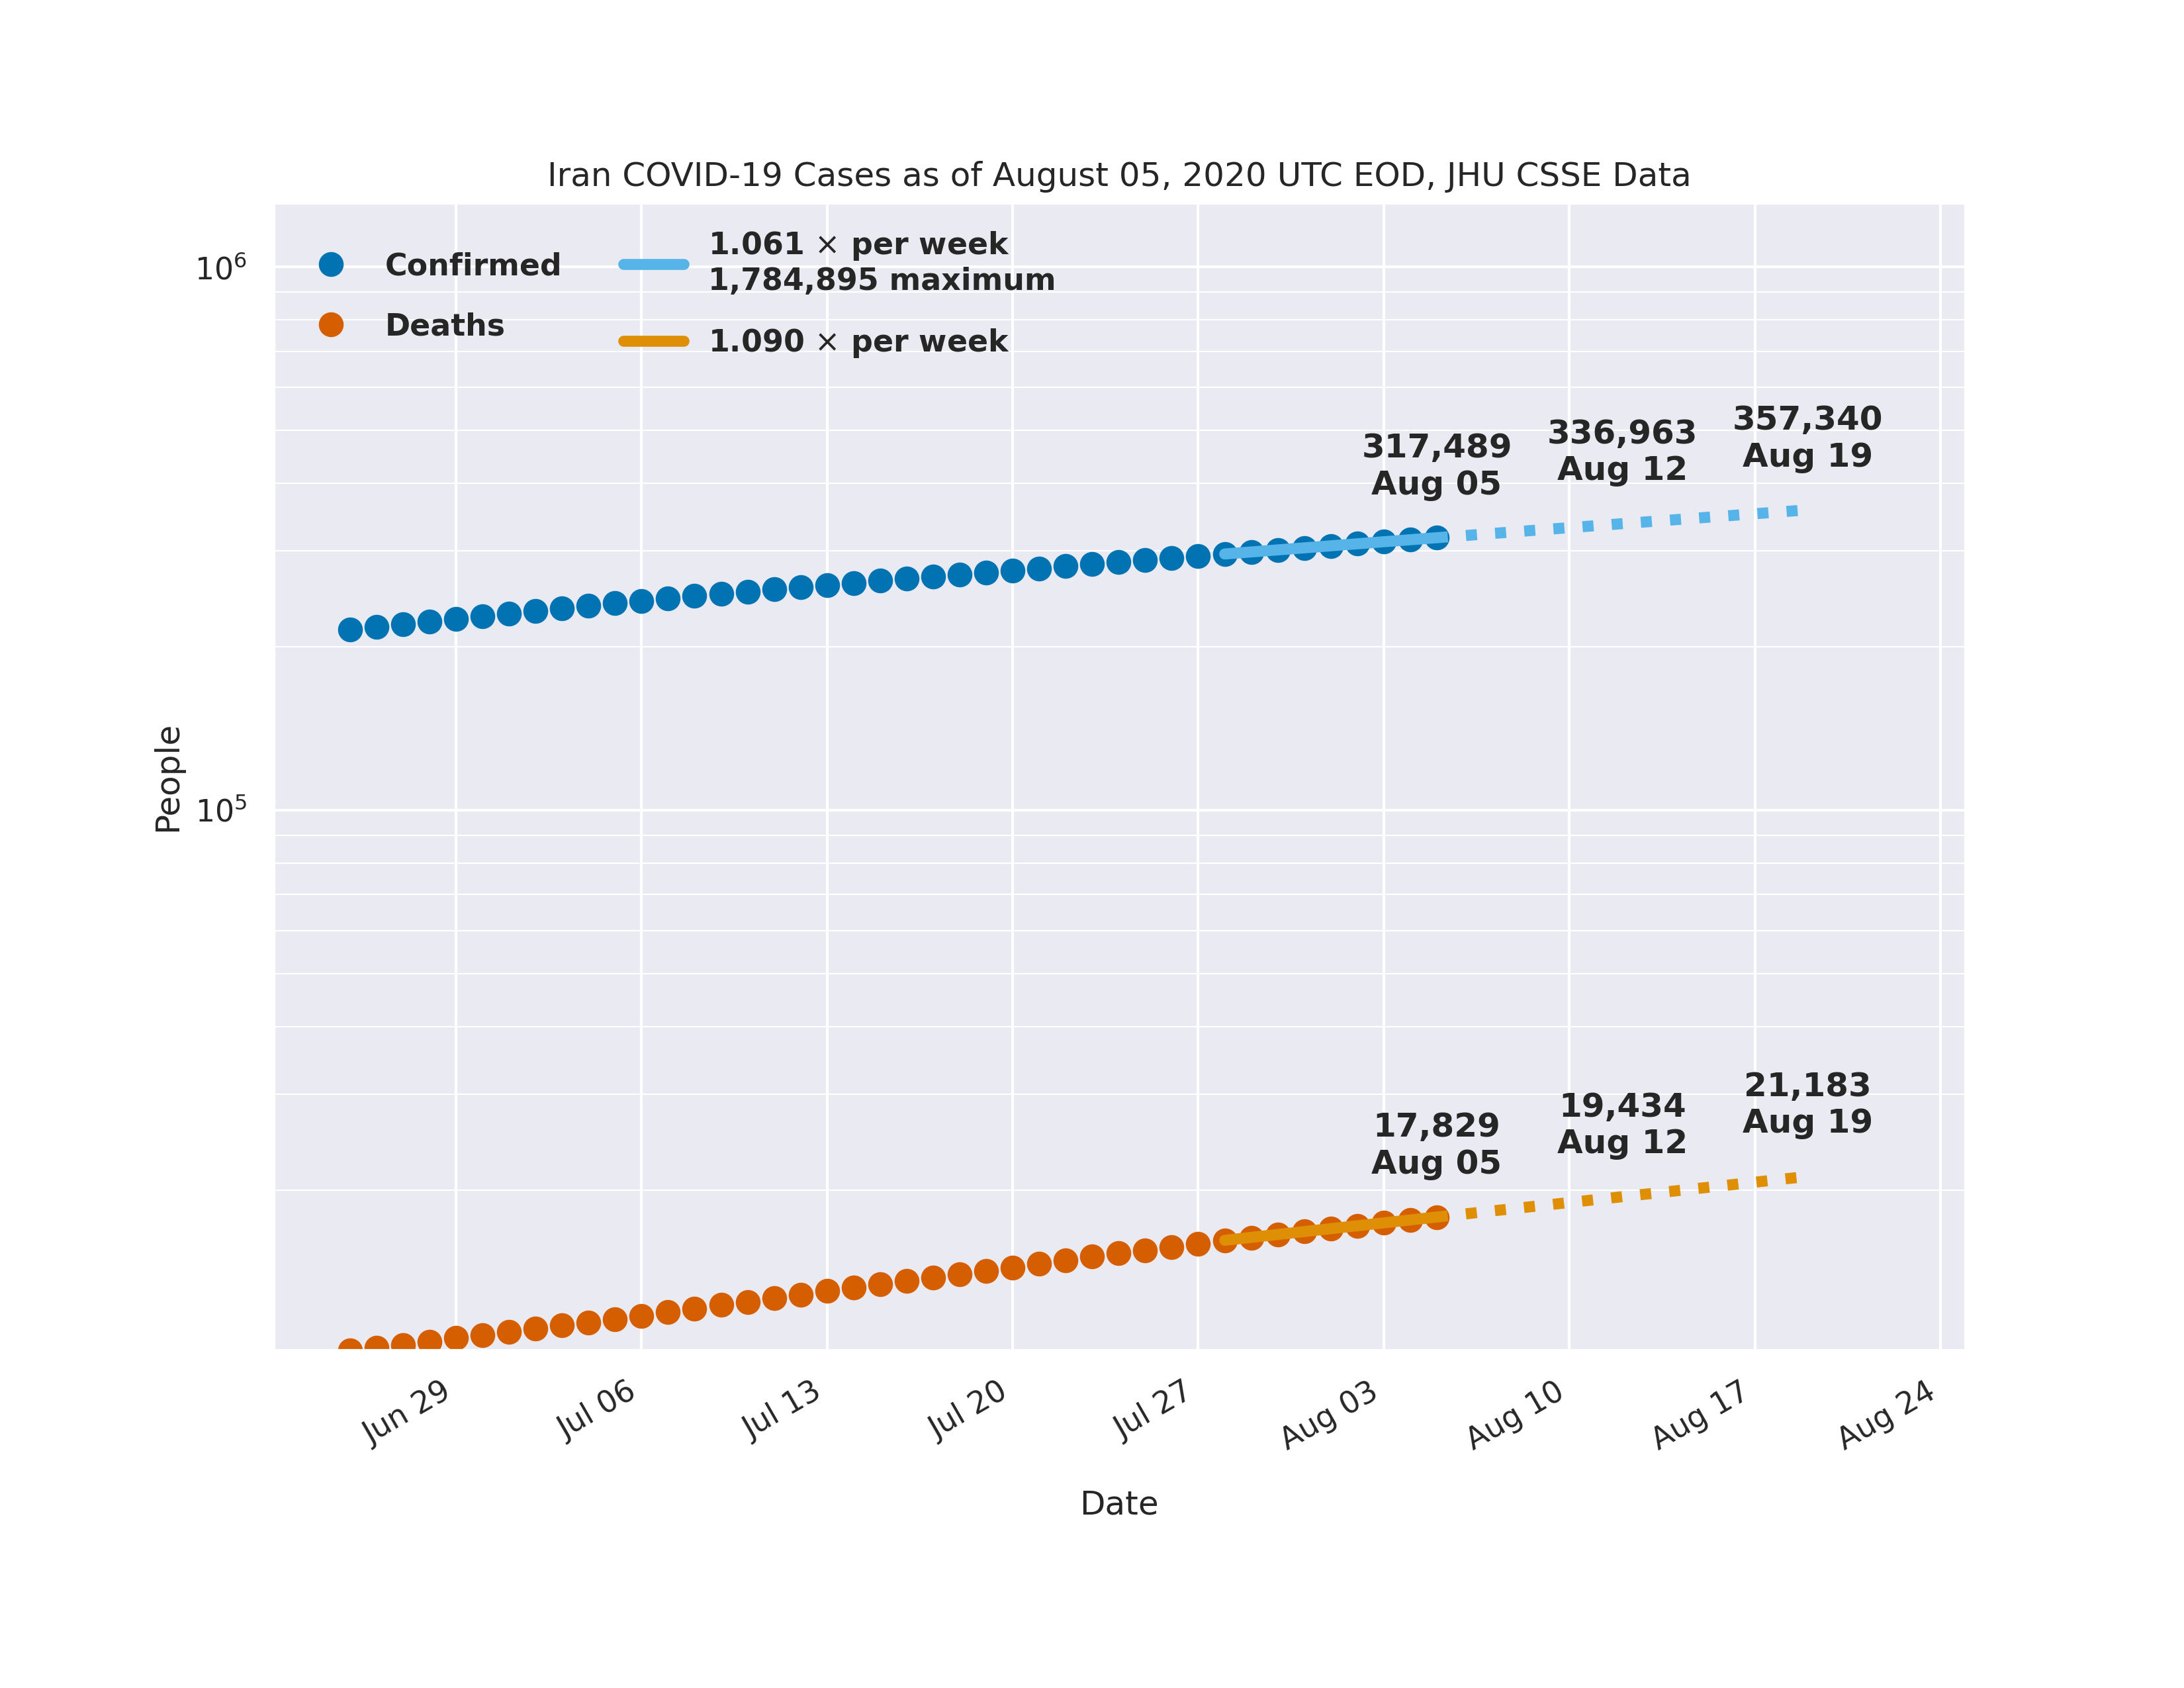 Iran COVID-19 Cases as of August 05, 2020 UTC EOD, JHU CSSE Data
Confirmed
Deaths
1.061 × per week
1,784,895 maximum
1.090 × per week
10⁶
10⁵
People
317,489
Aug 05
336,963
Aug 12
357,340
Aug 19
17,829
Aug 05
19,434
Aug 12
21,183
Aug 19
Jun 29
Jul 06
Jul 13
Jul 20
Jul 27
Aug 03
Aug 10
Aug 17
Aug 24
Date